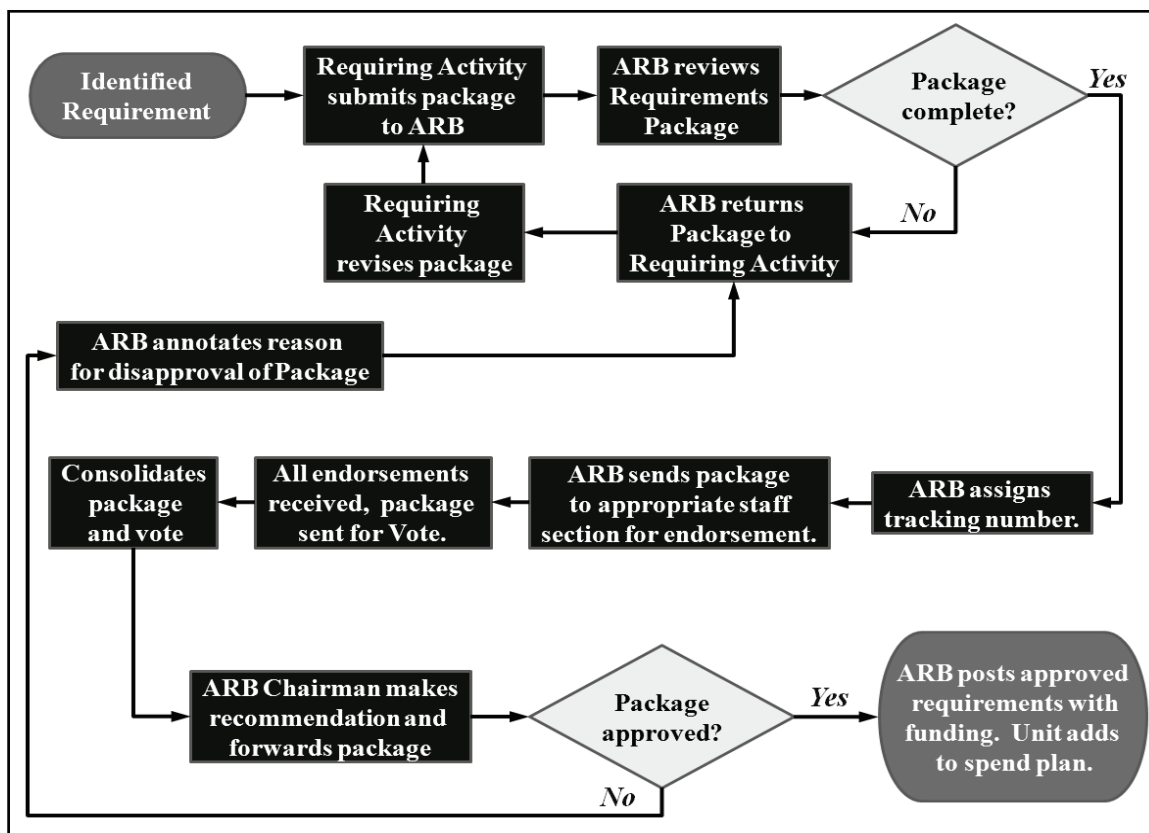 Identified
Requirement
Requiring Activity
submits package
to ARB
ARB reviews
Requirements
Package
Package
complete?
Yes
No
ARB returns
Package to
Requiring Activity
Requiring
Activity
revises package
ARB annotates reason
for disapproval of Package
ARB assigns
tracking number.
ARB sends package
to appropriate staff
section for endorsement.
All endorsements
received, package
sent for Vote.
Consolidates
package
and vote
ARB Chairman makes
recommendation and
forwards package
Package
approved?
Yes
No
ARB posts approved
requirements with
funding. Unit adds
to spend plan.